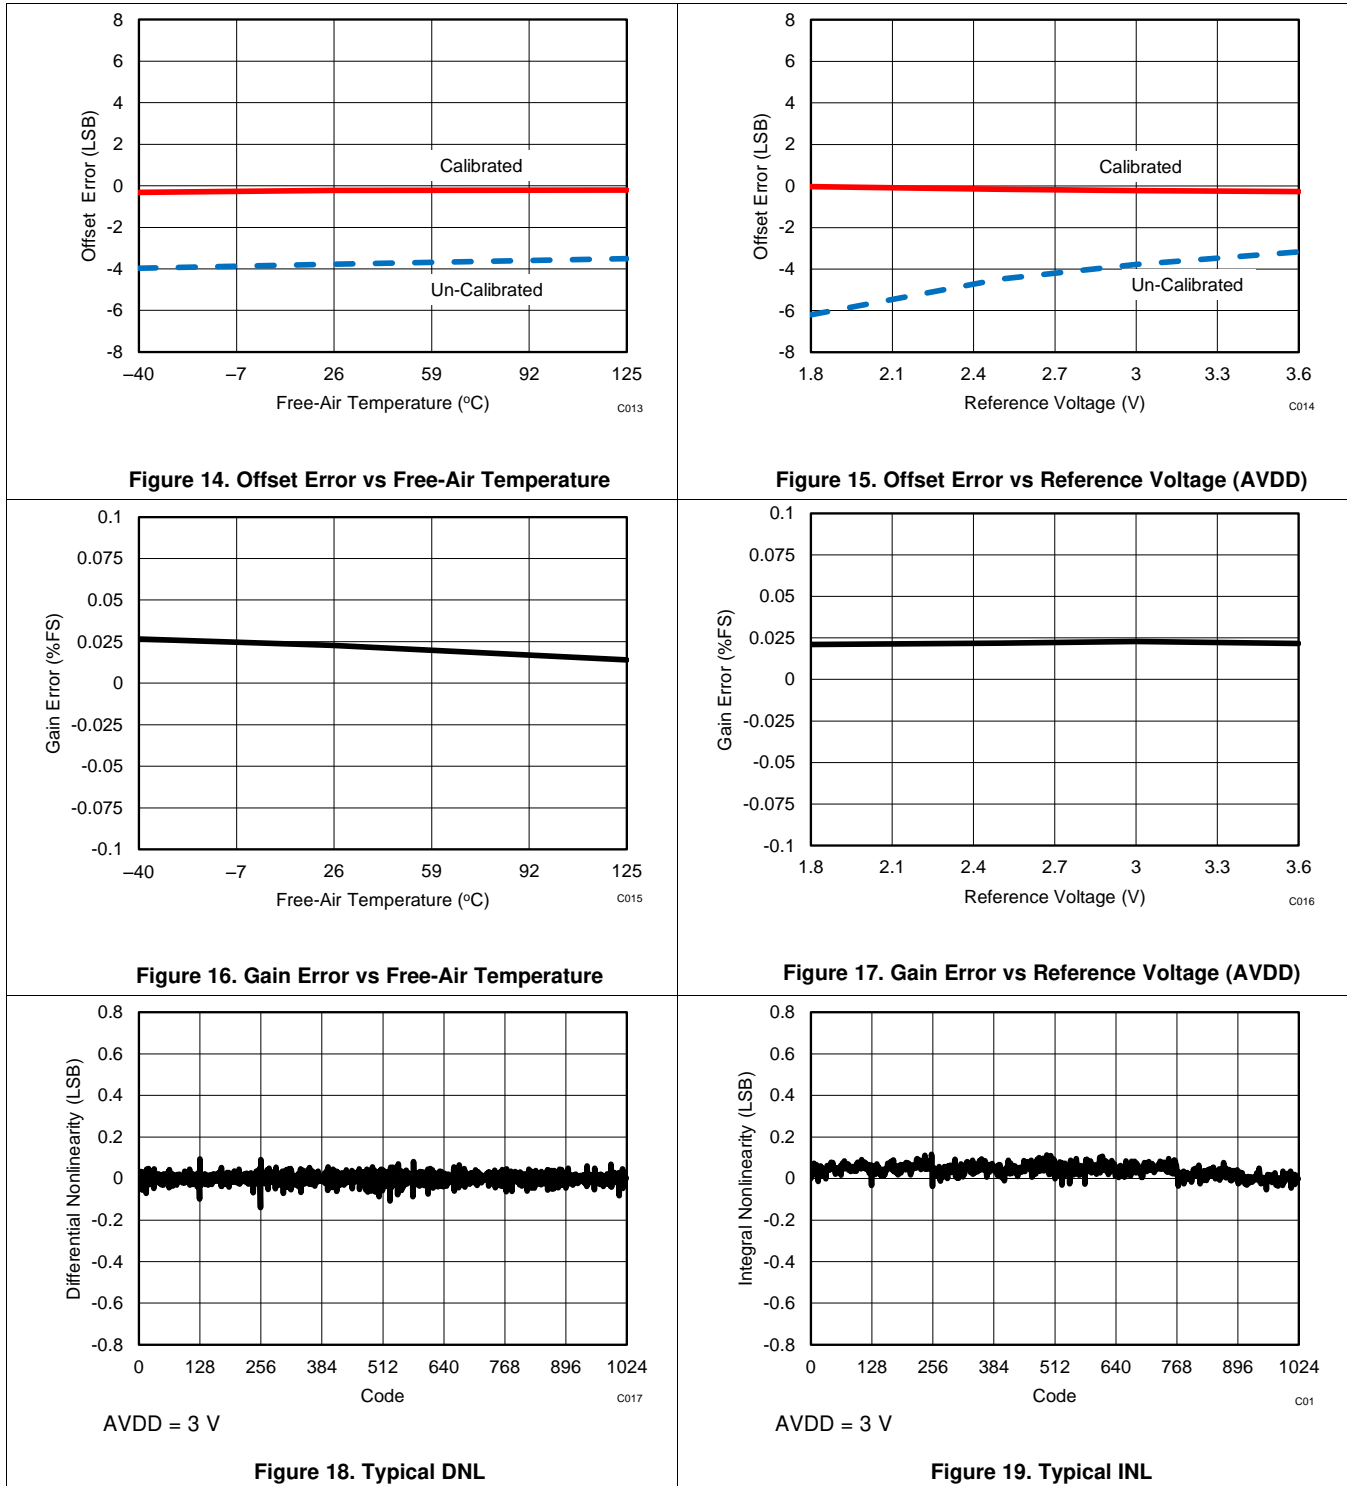 8
6
4
2
0
-2
-4
-6
-8
Offset Error (LSB)
Calibrated
Un-Calibrated
–40 –7 26 59 92 125
Free-Air Temperature (ºC)
C013
Figure 14. Offset Error vs Free-Air Temperature
8
6
4
2
0
-2
-4
-6
-8
Offset Error (LSB)
Calibrated
Un-Calibrated
1.8 2.1 2.4 2.7 3 3.3 3.6
Reference Voltage (V)
C014
Figure 15. Offset Error vs Reference Voltage (AVDD)
0.1
0.075
0.05
0.025
0
-0.025
-0.05
-0.075
-0.1
Gain Error (%FS)
–40 –7 26 59 92 125
Free-Air Temperature (ºC)
C015
Figure 16. Gain Error vs Free-Air Temperature
0.1
0.075
0.05
0.025
0
-0.025
-0.05
-0.075
-0.1
Gain Error (%FS)
1.8 2.1 2.4 2.7 3 3.3 3.6
Reference Voltage (V)
C016
Figure 17. Gain Error vs Reference Voltage (AVDD)
0.8
0.6
0.4
0.2
0
-0.2
-0.4
-0.6
-0.8
Differential Nonlinearity (LSB)
0 128 256 384 512 640 768 896 1024
Code
C017
AVDD = 3 V
Figure 18. Typical DNL
0.8
0.6
0.4
0.2
0
-0.2
-0.4
-0.6
-0.8
Integral Nonlinearity (LSB)
0 128 256 384 512 640 768 896 1024
Code
C01
AVDD = 3 V
Figure 19. Typical INL